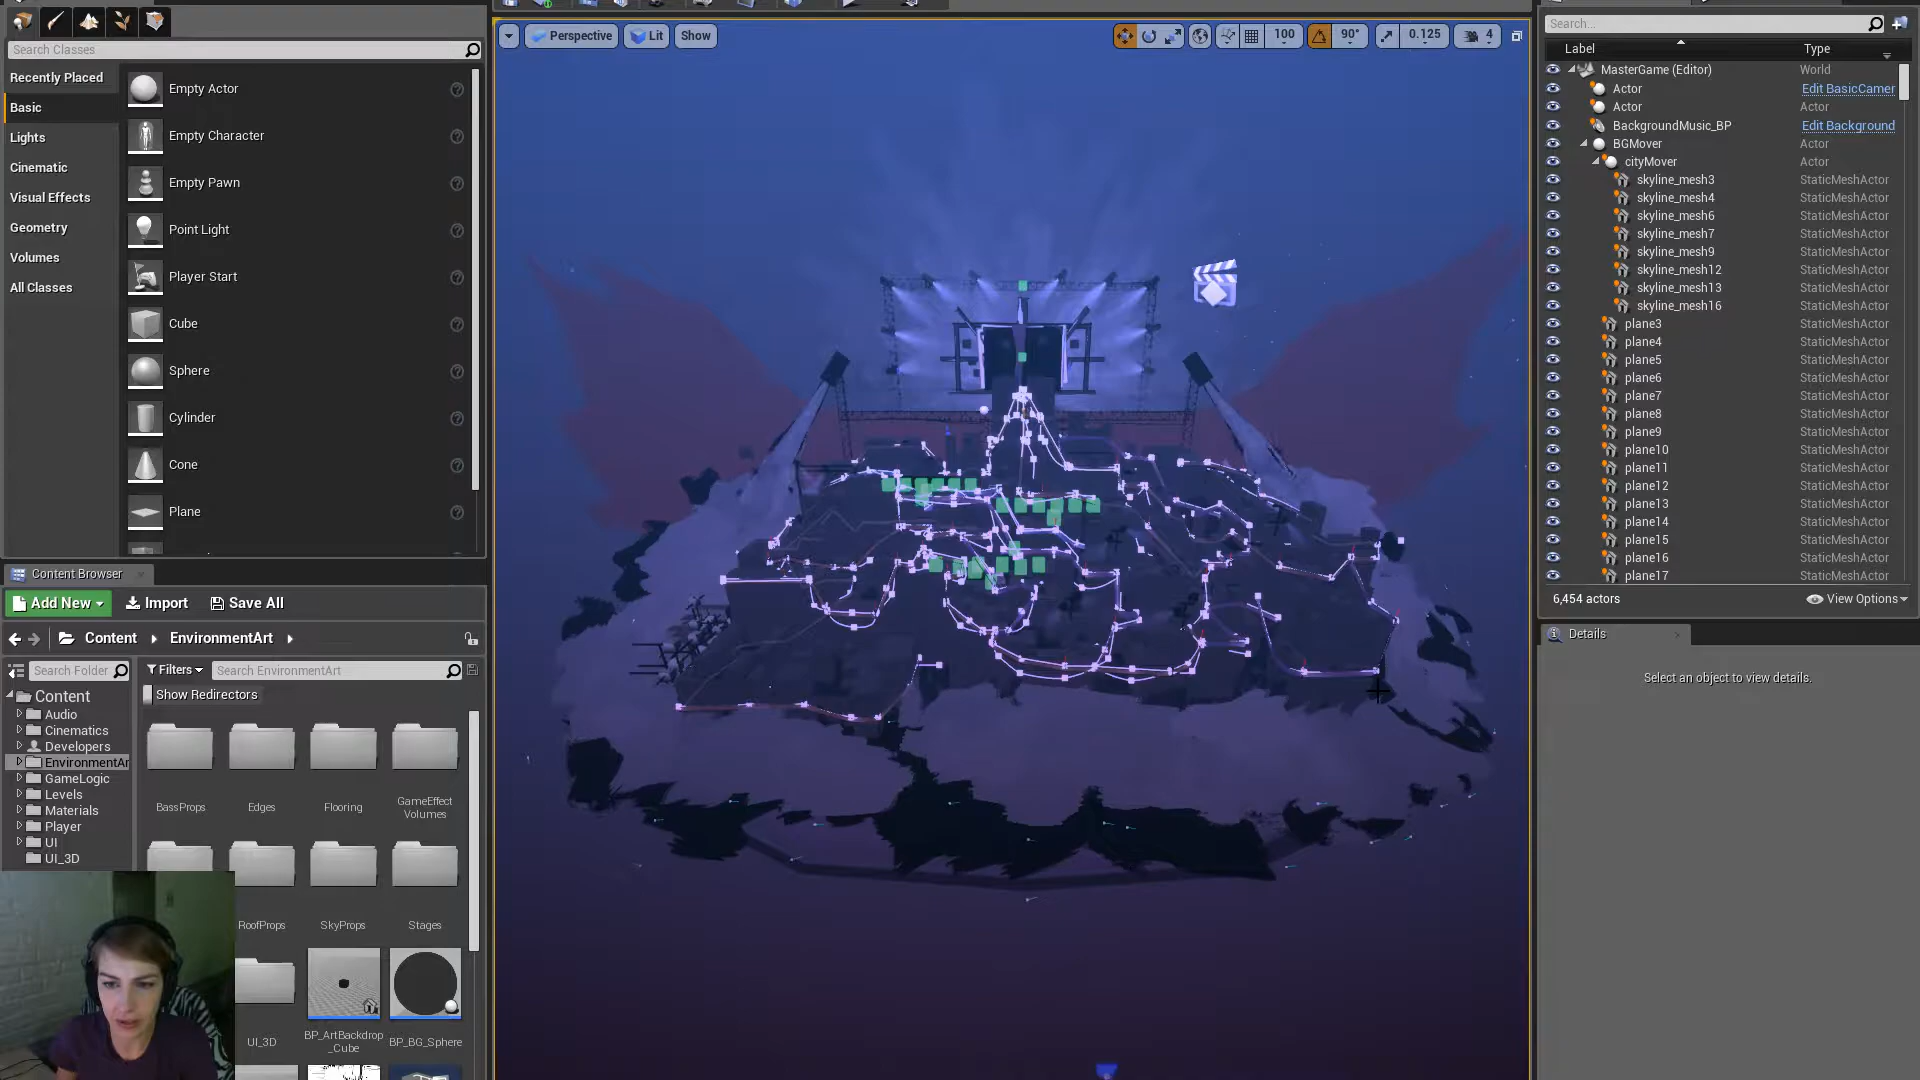 Search Classes
Recently Placed
Basic
Lights
Cinematic
Visual Effects
Geometry
Volumes
All Classes
Empty Actor
Empty Character
Empty Pawn
Point Light
Player Start
Cube
Sphere
Cylinder
Cone
Plane
Content Browser
Add New
Import
Save All
Content
EnvironmentArt
Search Folder
Filters
Search EnvironmentArt
Show Redirectors
Content
Audio
Cinematics
Developers
EnvironmentAr
GameLogic
Levels
Materials
Player
UI
UI_3D
BassProps
Edges
Flooring
GameEffect
Volumes
RoofProps
SkyProps
Stages
UI_3D
BP_ArtBackdrop
_Cube
BP_BG_Sphere
Perspective
Lit
Show
100
90°
0.125
4
Search...
Label Type
MasterGame (Editor) World
Actor Edit BasicCamer
Actor Actor
BackgroundMusic_BP Edit Background
BGMover Actor
cityMover Actor
skyline_mesh3 StaticMeshActor
skyline_mesh4 StaticMeshActor
skyline_mesh6 StaticMeshActor
skyline_mesh7 StaticMeshActor
skyline_mesh9 StaticMeshActor
skyline_mesh12 StaticMeshActor
skyline_mesh13 StaticMeshActor
skyline_mesh16 StaticMeshActor
plane3 StaticMeshActor
plane4 StaticMeshActor
plane5 StaticMeshActor
plane6 StaticMeshActor
plane7 StaticMeshActor
plane8 StaticMeshActor
plane9 StaticMeshActor
plane10 StaticMeshActor
plane11 StaticMeshActor
plane12 StaticMeshActor
plane13 StaticMeshActor
plane14 StaticMeshActor
plane15 StaticMeshActor
plane16 StaticMeshActor
plane17 StaticMeshActor
6,454 actors
View Options
Details
Select an object to view details.